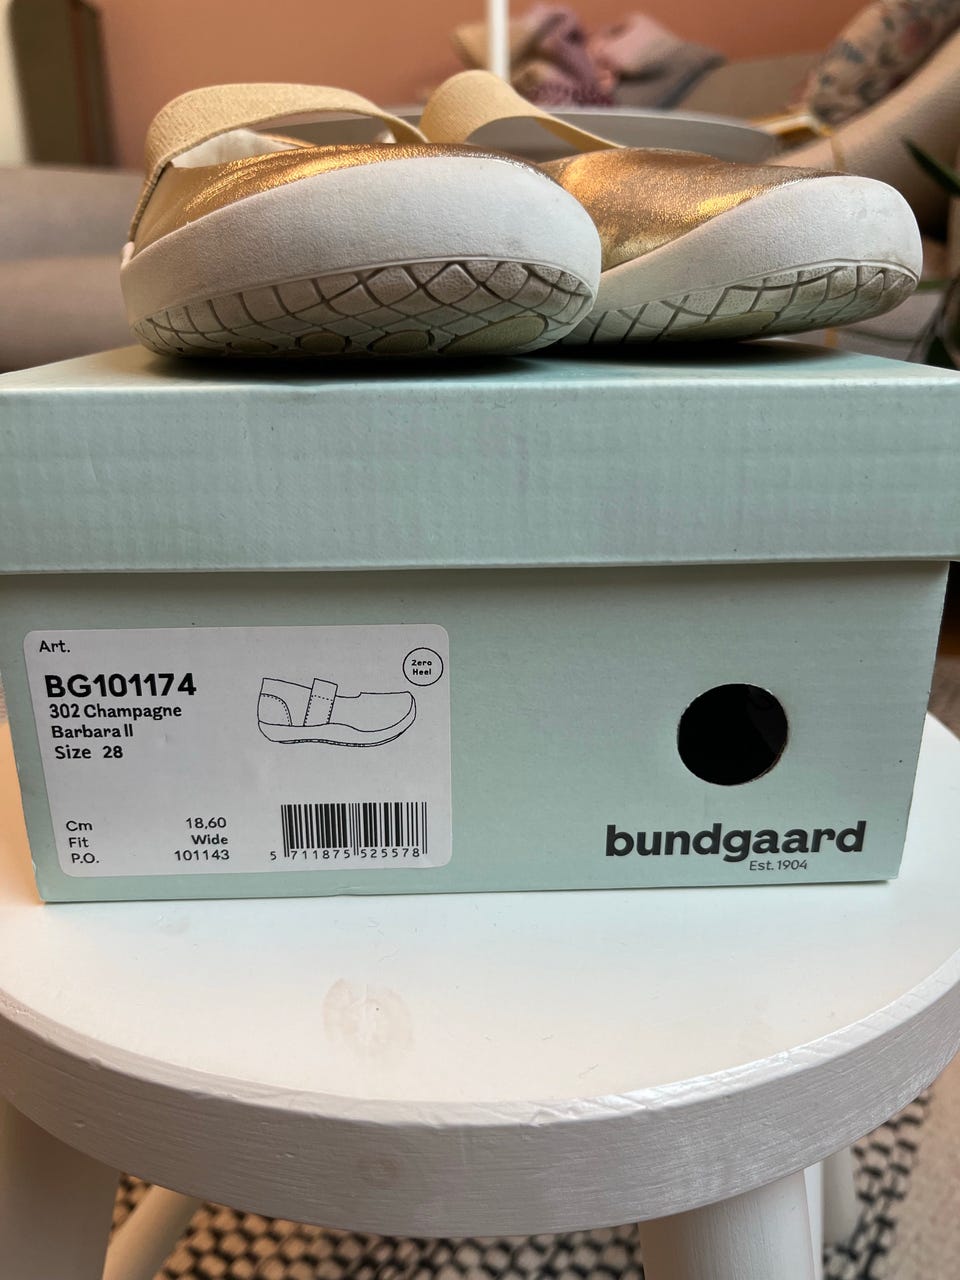 Art.
Zero
Heel
BG101174
302 Champagne
Barbara II
Size 28
Cm 18,60
Fit Wide
P.O. 101143
5 711875 525578
bundgaard
Est. 1904